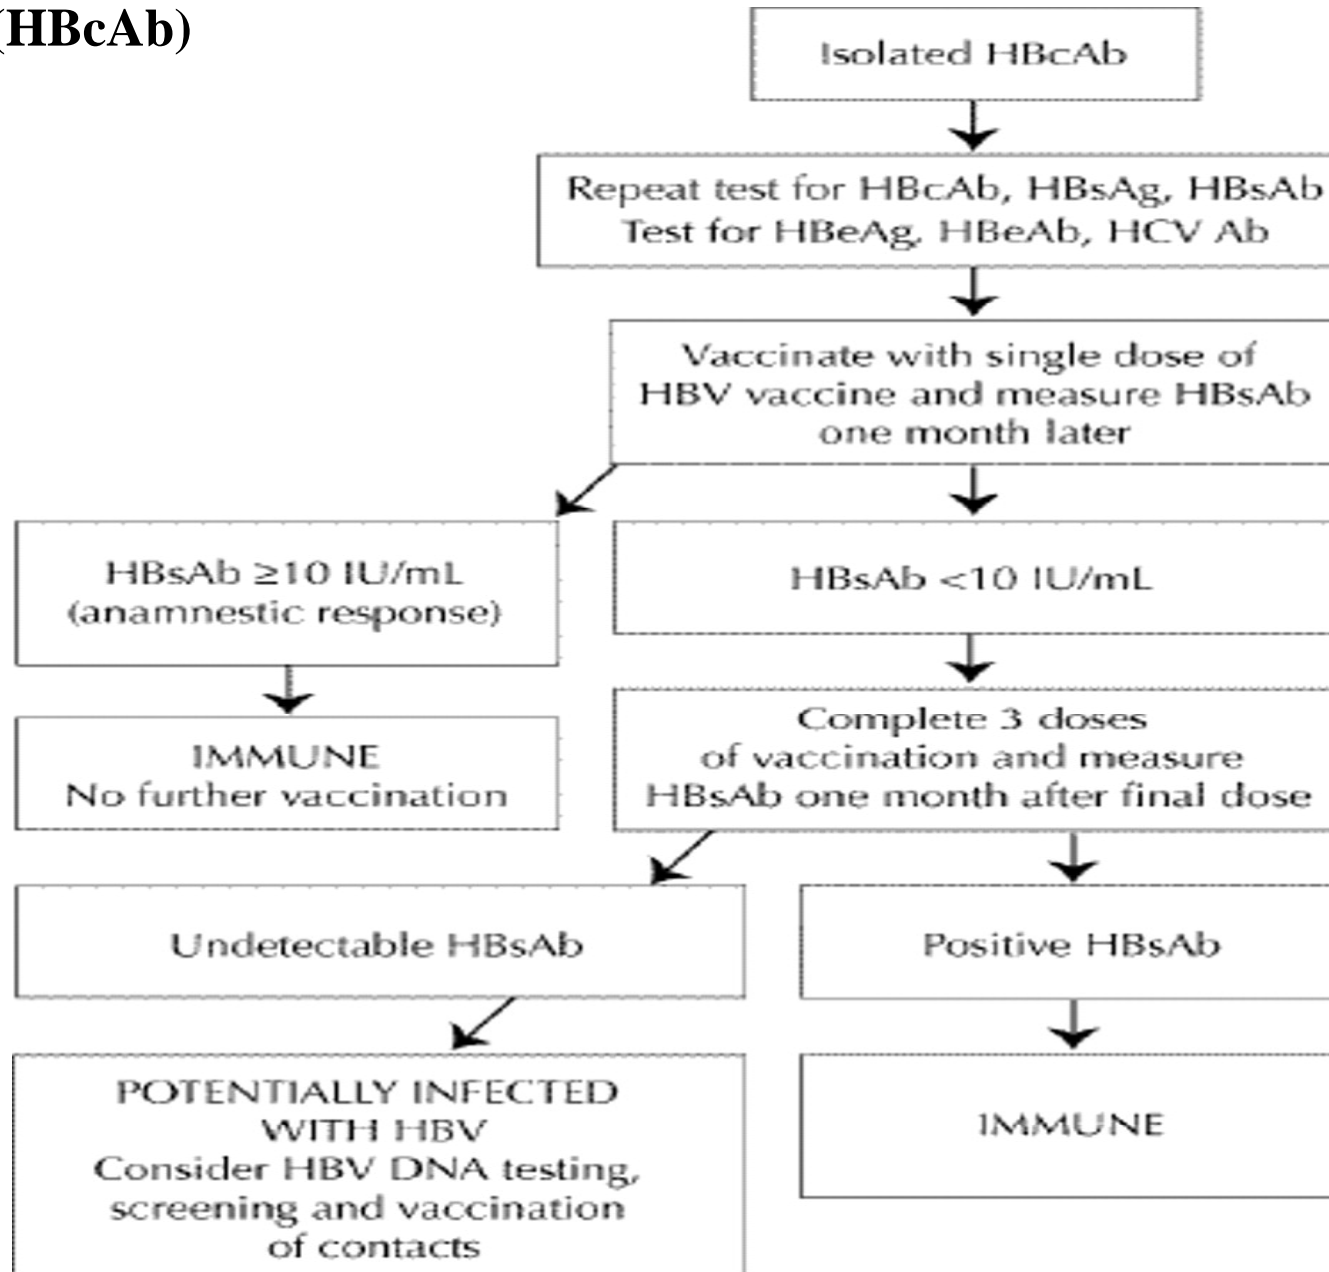 (HBcAb)
Isolated HBcAb
Repeat test for HBcAb, HBsAg, HBsAb
Test for HBeAg, HBeAb, HCV Ab
Vaccinate with single dose of
HBV vaccine and measure HBsAb
one month later
HBsAb ≥10 IU/mL
(anamnestic response)
HBsAb <10 IU/mL
IMMUNE
No further vaccination
Complete 3 doses
of vaccination and measure
HBsAb one month after final dose
Undetectable HBsAb
Positive HBsAb
POTENTIALLY INFECTED
WITH HBV
Consider HBV DNA testing,
screening and vaccination
of contacts
IMMUNE